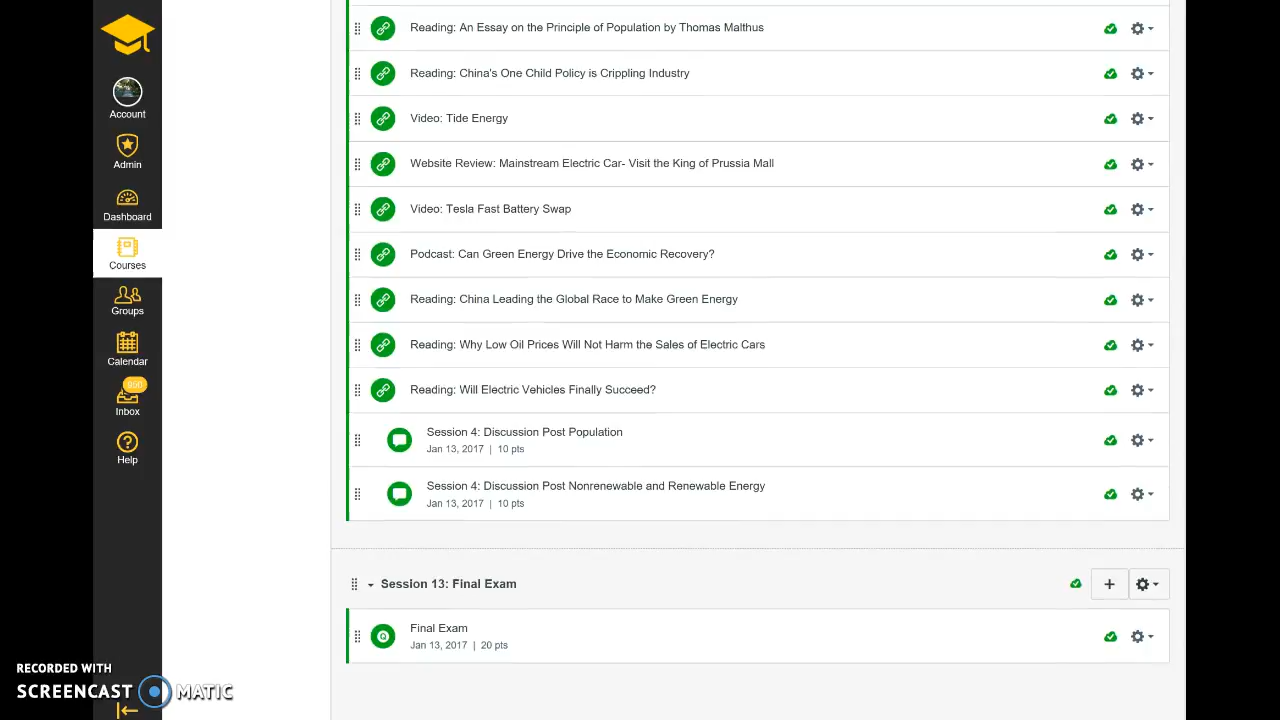 Reading: An Essay on the Principle of Population by Thomas Malthus
Account
Reading: China's One Child Policy is Crippling Industry
Video: Tide Energy
Admin
Website Review: Mainstream Electric Car- Visit the King of Prussia Mall
Dashboard
Video: Tesla Fast Battery Swap
Courses
Podcast: Can Green Energy Drive the Economic Recovery?
Groups
Reading: China Leading the Global Race to Make Green Energy
Calendar
Reading: Why Low Oil Prices Will Not Harm the Sales of Electric Cars
950
Inbox
Reading: Will Electric Vehicles Finally Succeed?
Help
Session 4: Discussion Post Population
Jan 13, 2017 | 10 pts
Session 4: Discussion Post Nonrenewable and Renewable Energy
Jan 13, 2017 | 10 pts
Session 13: Final Exam
Final Exam
Jan 13, 2017 | 20 pts
RECORDED WITH
SCREENCAST MATIC